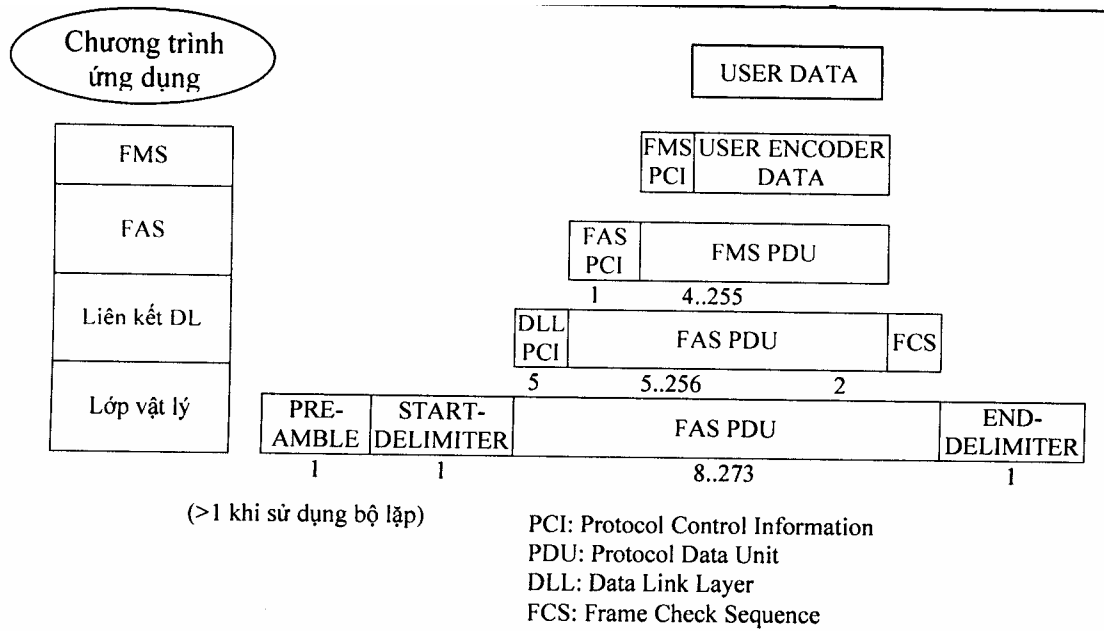 Chương trình
ứng dụng
USER DATA
FMS
FMS
PCI
USER ENCODER
DATA
FAS
FAS
PCI
FMS PDU
1
4..255
Liên kết DL
DLL
PCI
FAS PDU
FCS
5
5..256
2
Lớp vật lý
PRE-
AMBLE
START-
DELIMITER
FAS PDU
END-
DELIMITER
1
1
8..273
1
(>1 khi sử dụng bộ lặp)
PCI: Protocol Control Information
PDU: Protocol Data Unit
DLL: Data Link Layer
FCS: Frame Check Sequence